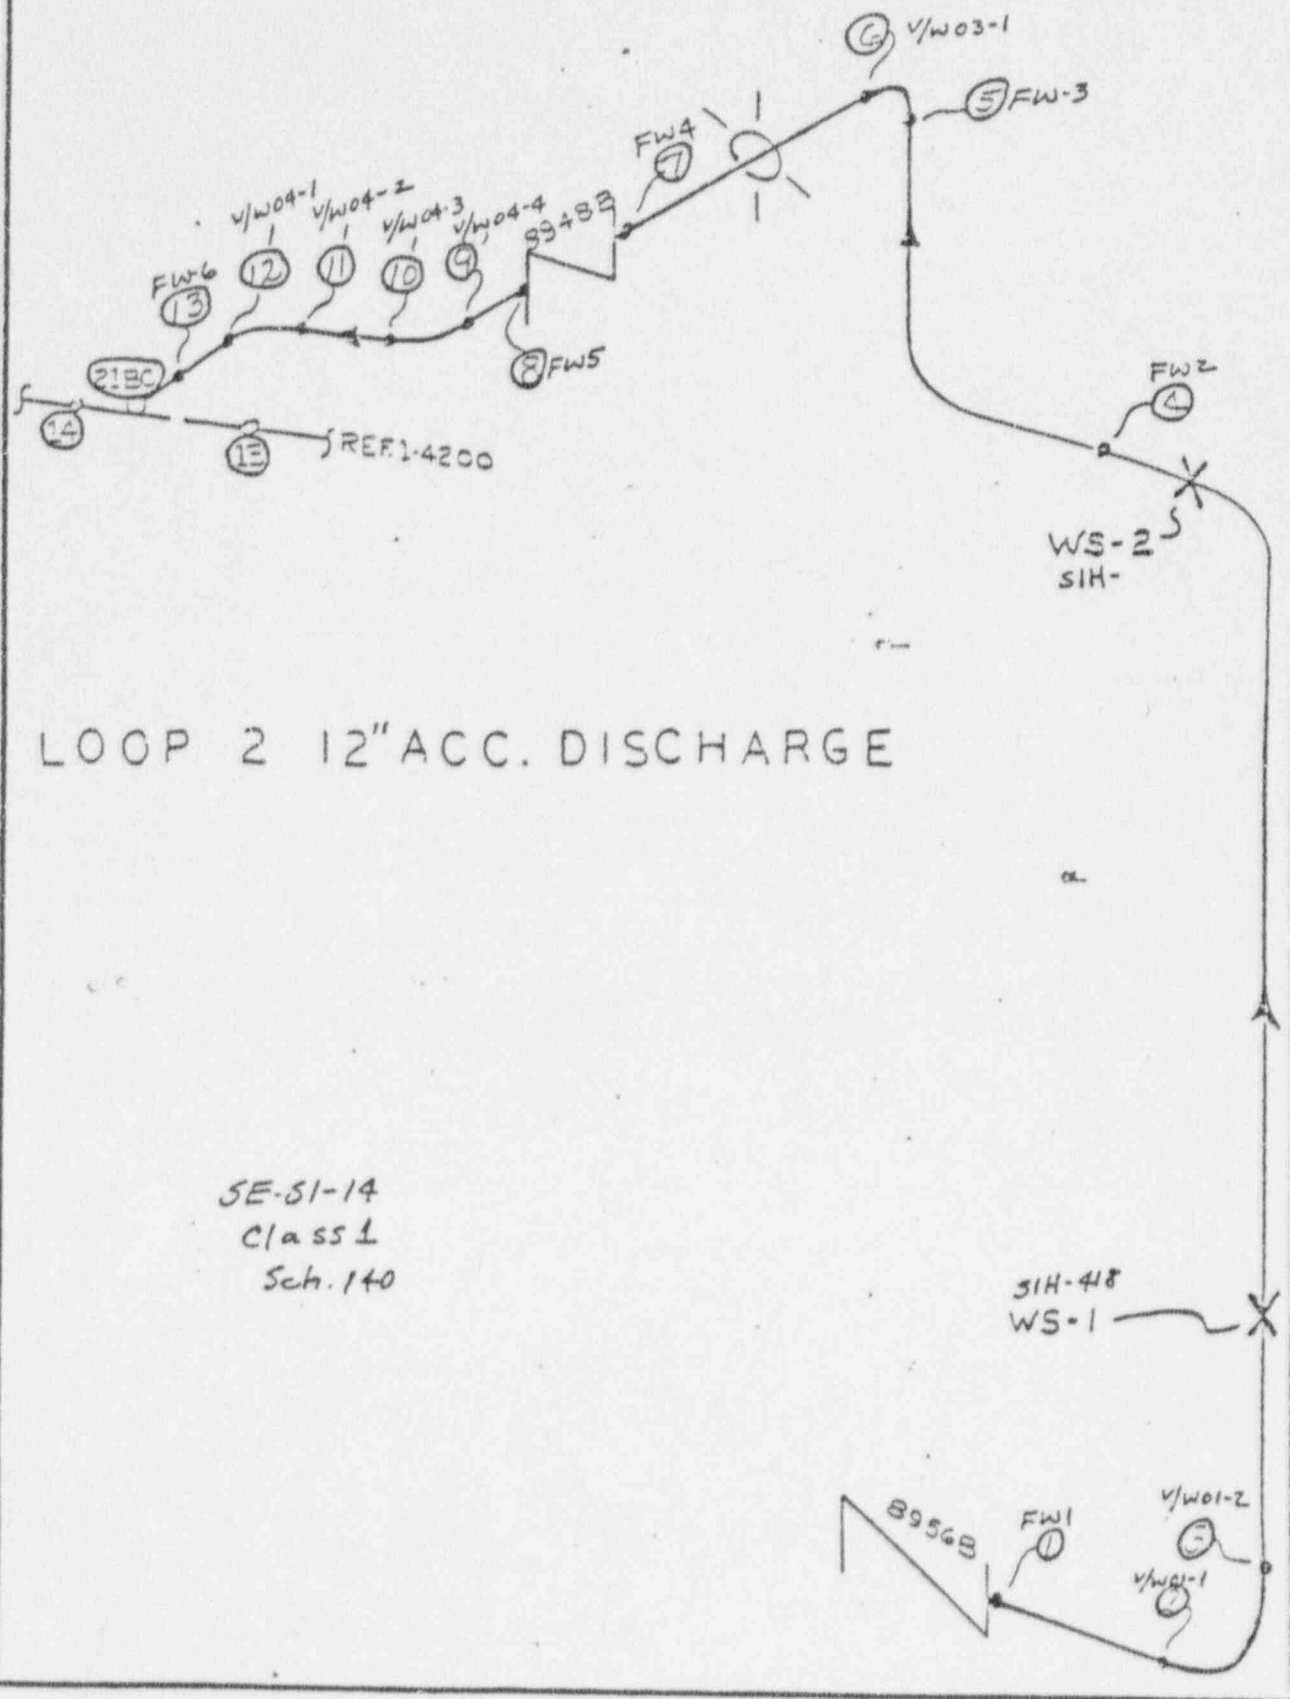 6 V/W03-1
5 FW-3
FW4
7
V/W04-1 V/W04-2 V/W04-3 V/W04-4
FW-6
13 12 11 10 9
8948B
8 FW5
21BC
14
REF.1-4200
FW2
4
WS-2
SIH-
LOOP 2 12" ACC. DISCHARGE
SE-SI-14
Class 1
Sch. 140
SIH-418
WS-1
8956B
FW1
1
V/W01-2
V/W01-1